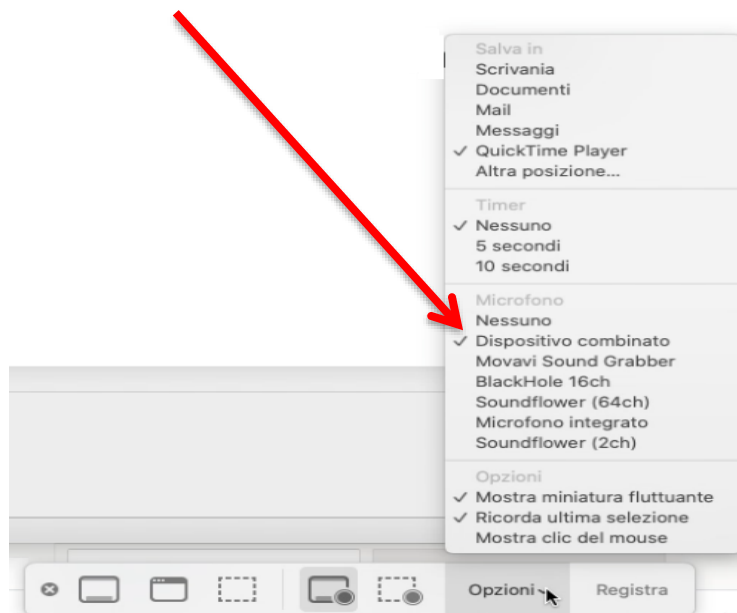 Salva in
Scrivania
Documenti
Mail
Messaggi
✓ QuickTime Player
Altra posizione...
Timer
✓ Nessuno
5 secondi
10 secondi
Microfono
Nessuno
✓ Dispositivo combinato
Movavi Sound Grabber
BlackHole 16ch
Soundflower (64ch)
Microfono integrato
Soundflower (2ch)
Opzioni
✓ Mostra miniatura fluttuante
✓ Ricorda ultima selezione
Mostra clic del mouse
Opzioni Registra